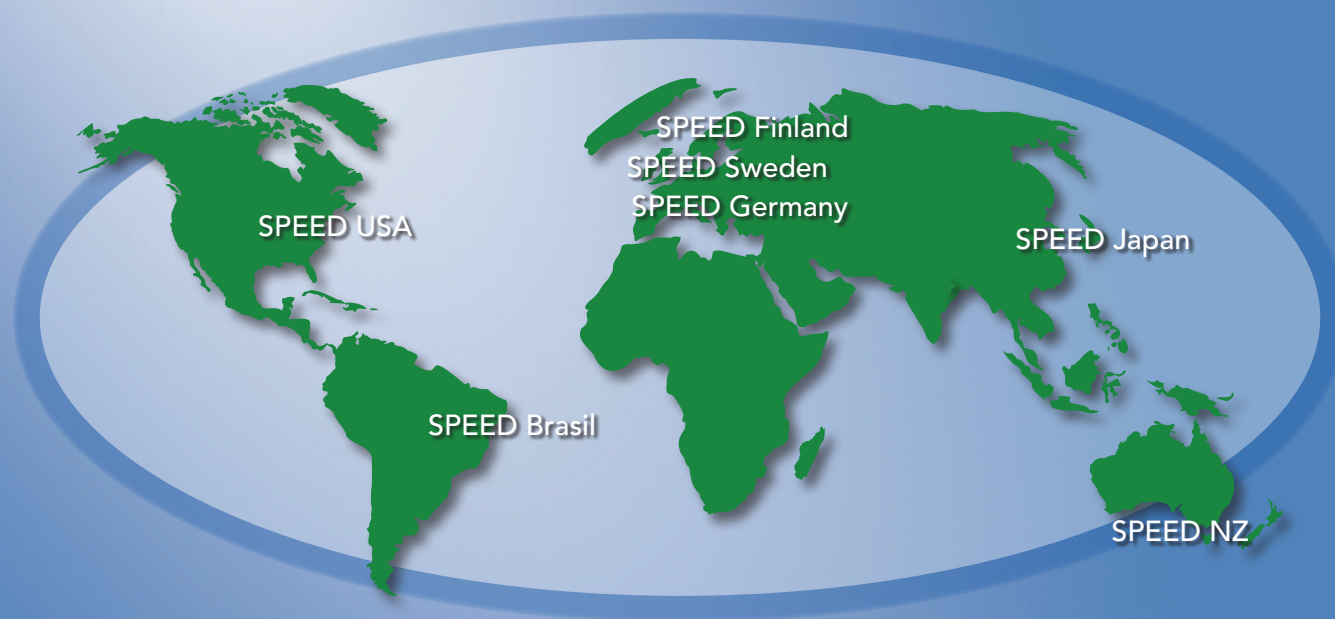 SPEED Finland
SPEED Sweden
SPEED Germany
SPEED USA
SPEED Japan
SPEED Brasil
SPEED NZ